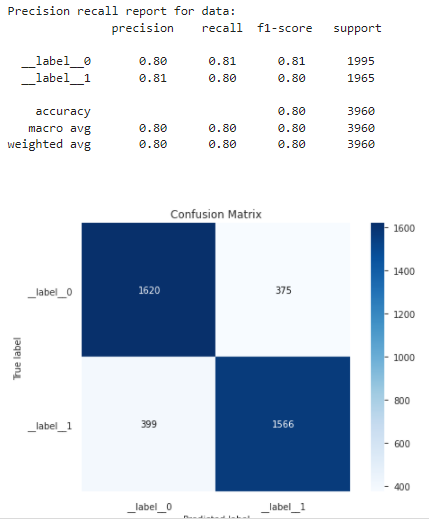 Precision recall report for data:
precision recall f1-score support
__label__0 0.80 0.81 0.81 1995
__label__1 0.81 0.80 0.80 1965
accuracy 0.80 3960
macro avg 0.80 0.80 0.80 3960
weighted avg 0.80 0.80 0.80 3960
Confusion Matrix
1600
1400
1200
1000
800
600
400
True label
__label__0 1620 375
__label__1 399 1566
__label__0 __label__1
Predicted label